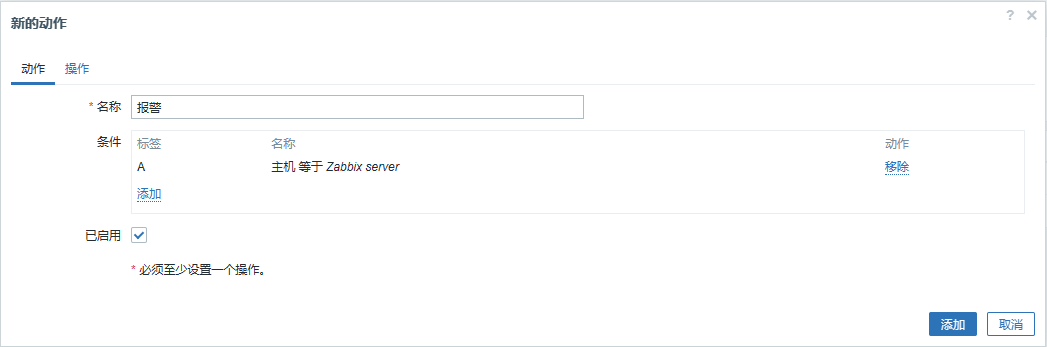 新的动作
? ×
动作 操作
* 名称 报警
条件 标签 名称 动作
A 主机 等于 Zabbix server 移除
添加
已启用
* 必须至少设置一个操作。
添加 取消